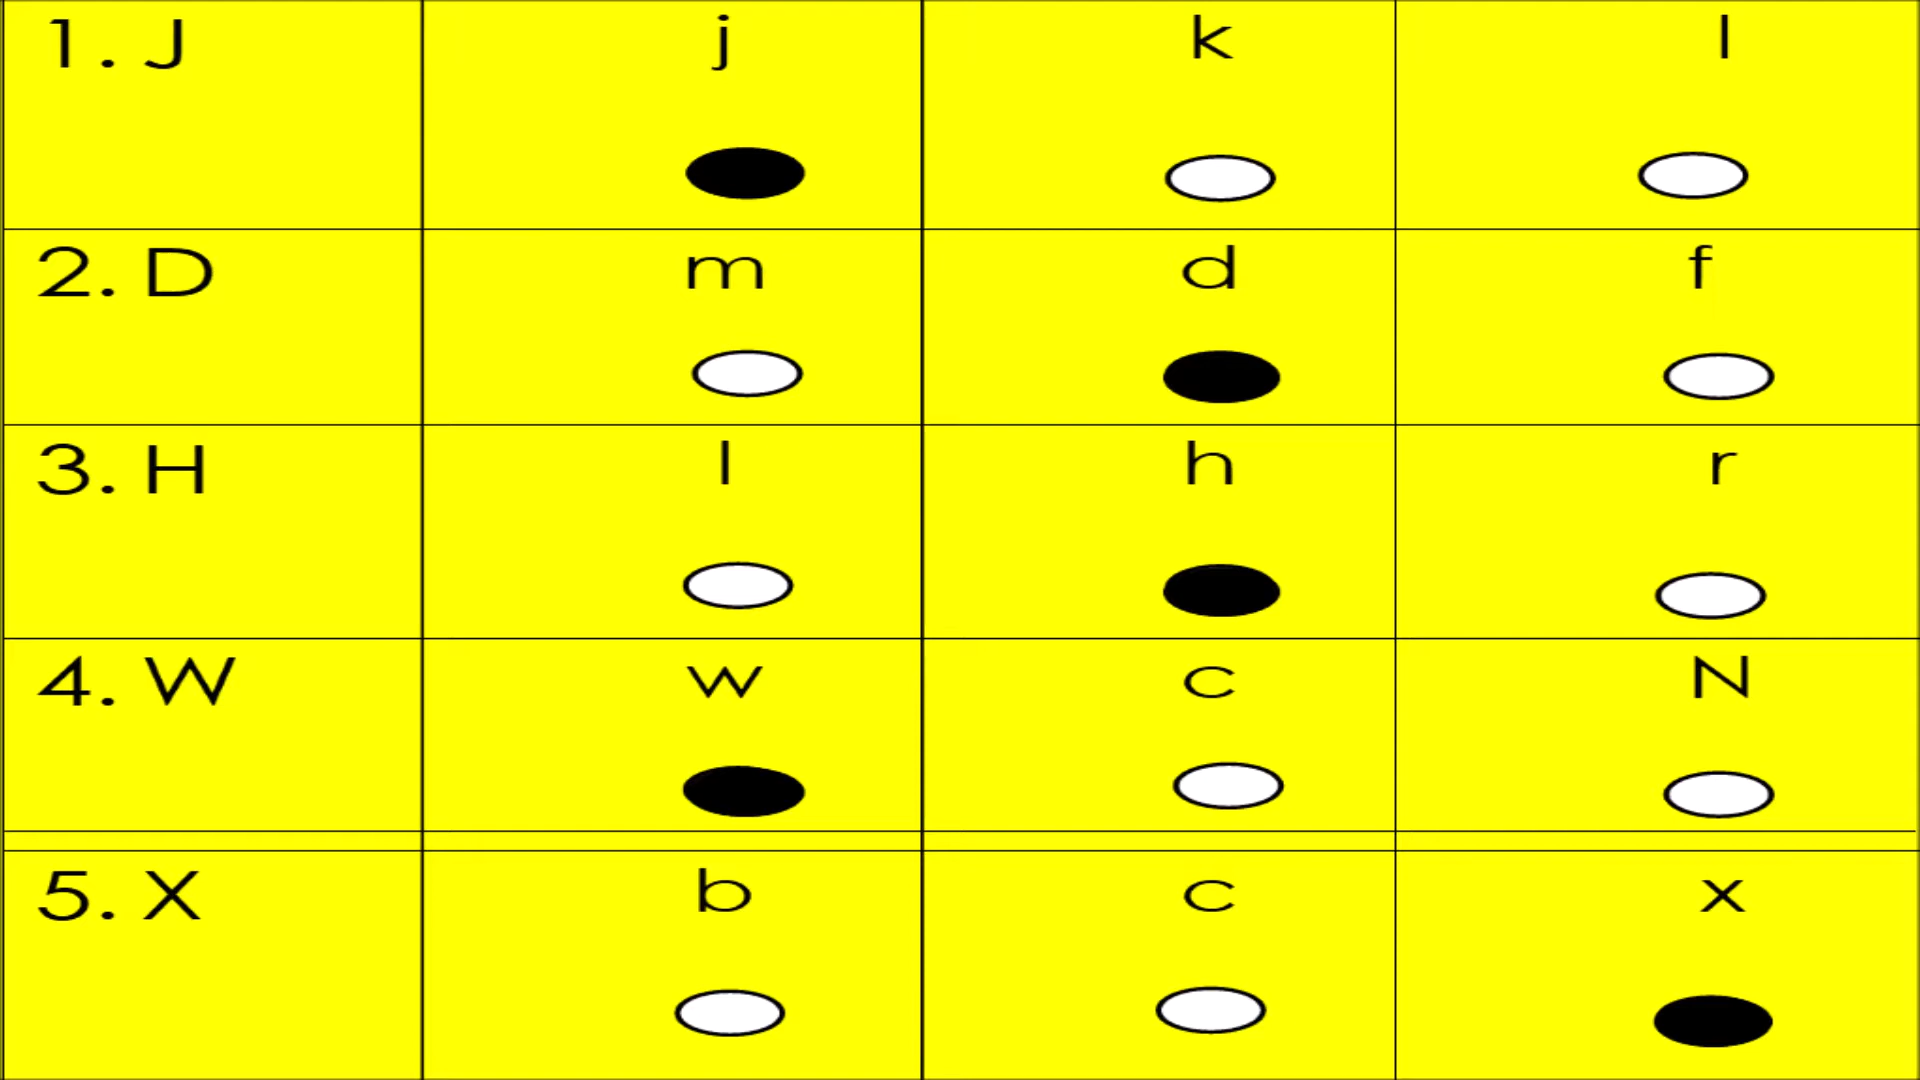 1. J j k l
2. D m d f
3. H l h r
4. W w c N
5. X b c x